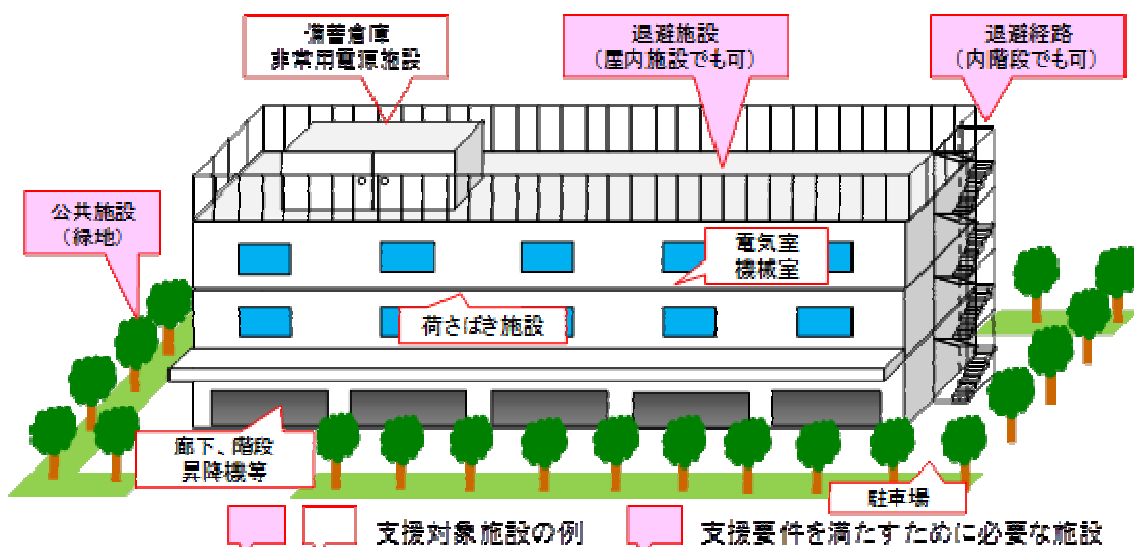 備蓄倉庫
非常用電源施設
退避施設
（屋内施設でも可）
退避経路
（内階段でも可）
公共施設
（緑地）
電気室
機械室
荷さばき施設
廊下、階段
昇降機等
駐車場
支援対象施設の例
支援要件を満たすために必要な施設